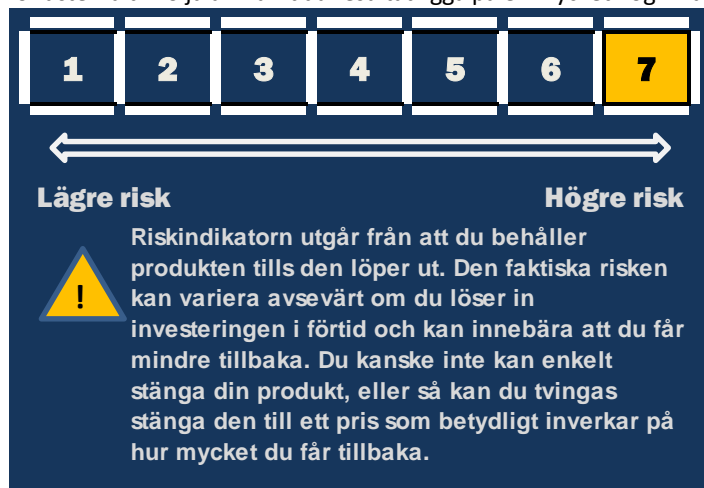 1 2 3 4 5 6 7
Lägre risk Högre risk
Riskindikatorn utgår från att du behåller
produkten tills den löper ut. Den faktiska risken
! kan variera avsevärt om du löser in
investeringen i förtid och kan innebära att du får
mindre tillbaka. Du kanske inte kan enkelt
stänga din produkt, eller så kan du tvingas
stänga den till ett pris som betydligt inverkar på
hur mycket du får tillbaka.